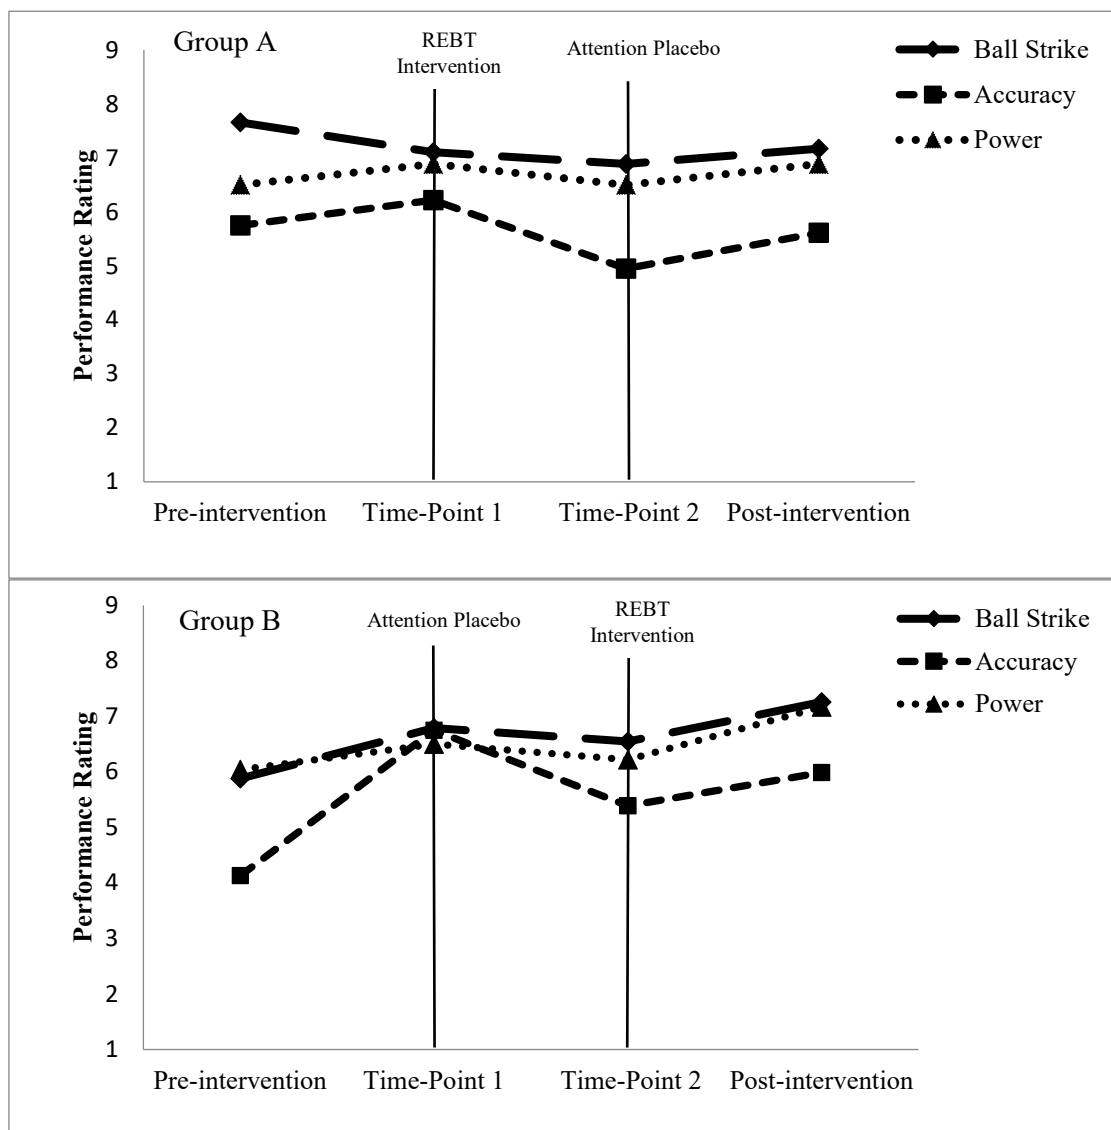 Group A
REBT
Intervention
Attention Placebo
Ball Strike
Accuracy
Power
Performance Rating
9
8
7
6
5
4
3
2
1
Pre-intervention Time-Point 1 Time-Point 2 Post-intervention
Group B
Attention Placebo
REBT
Intervention
Ball Strike
Accuracy
Power
Performance Rating
9
8
7
6
5
4
3
2
1
Pre-intervention Time-Point 1 Time-Point 2 Post-intervention